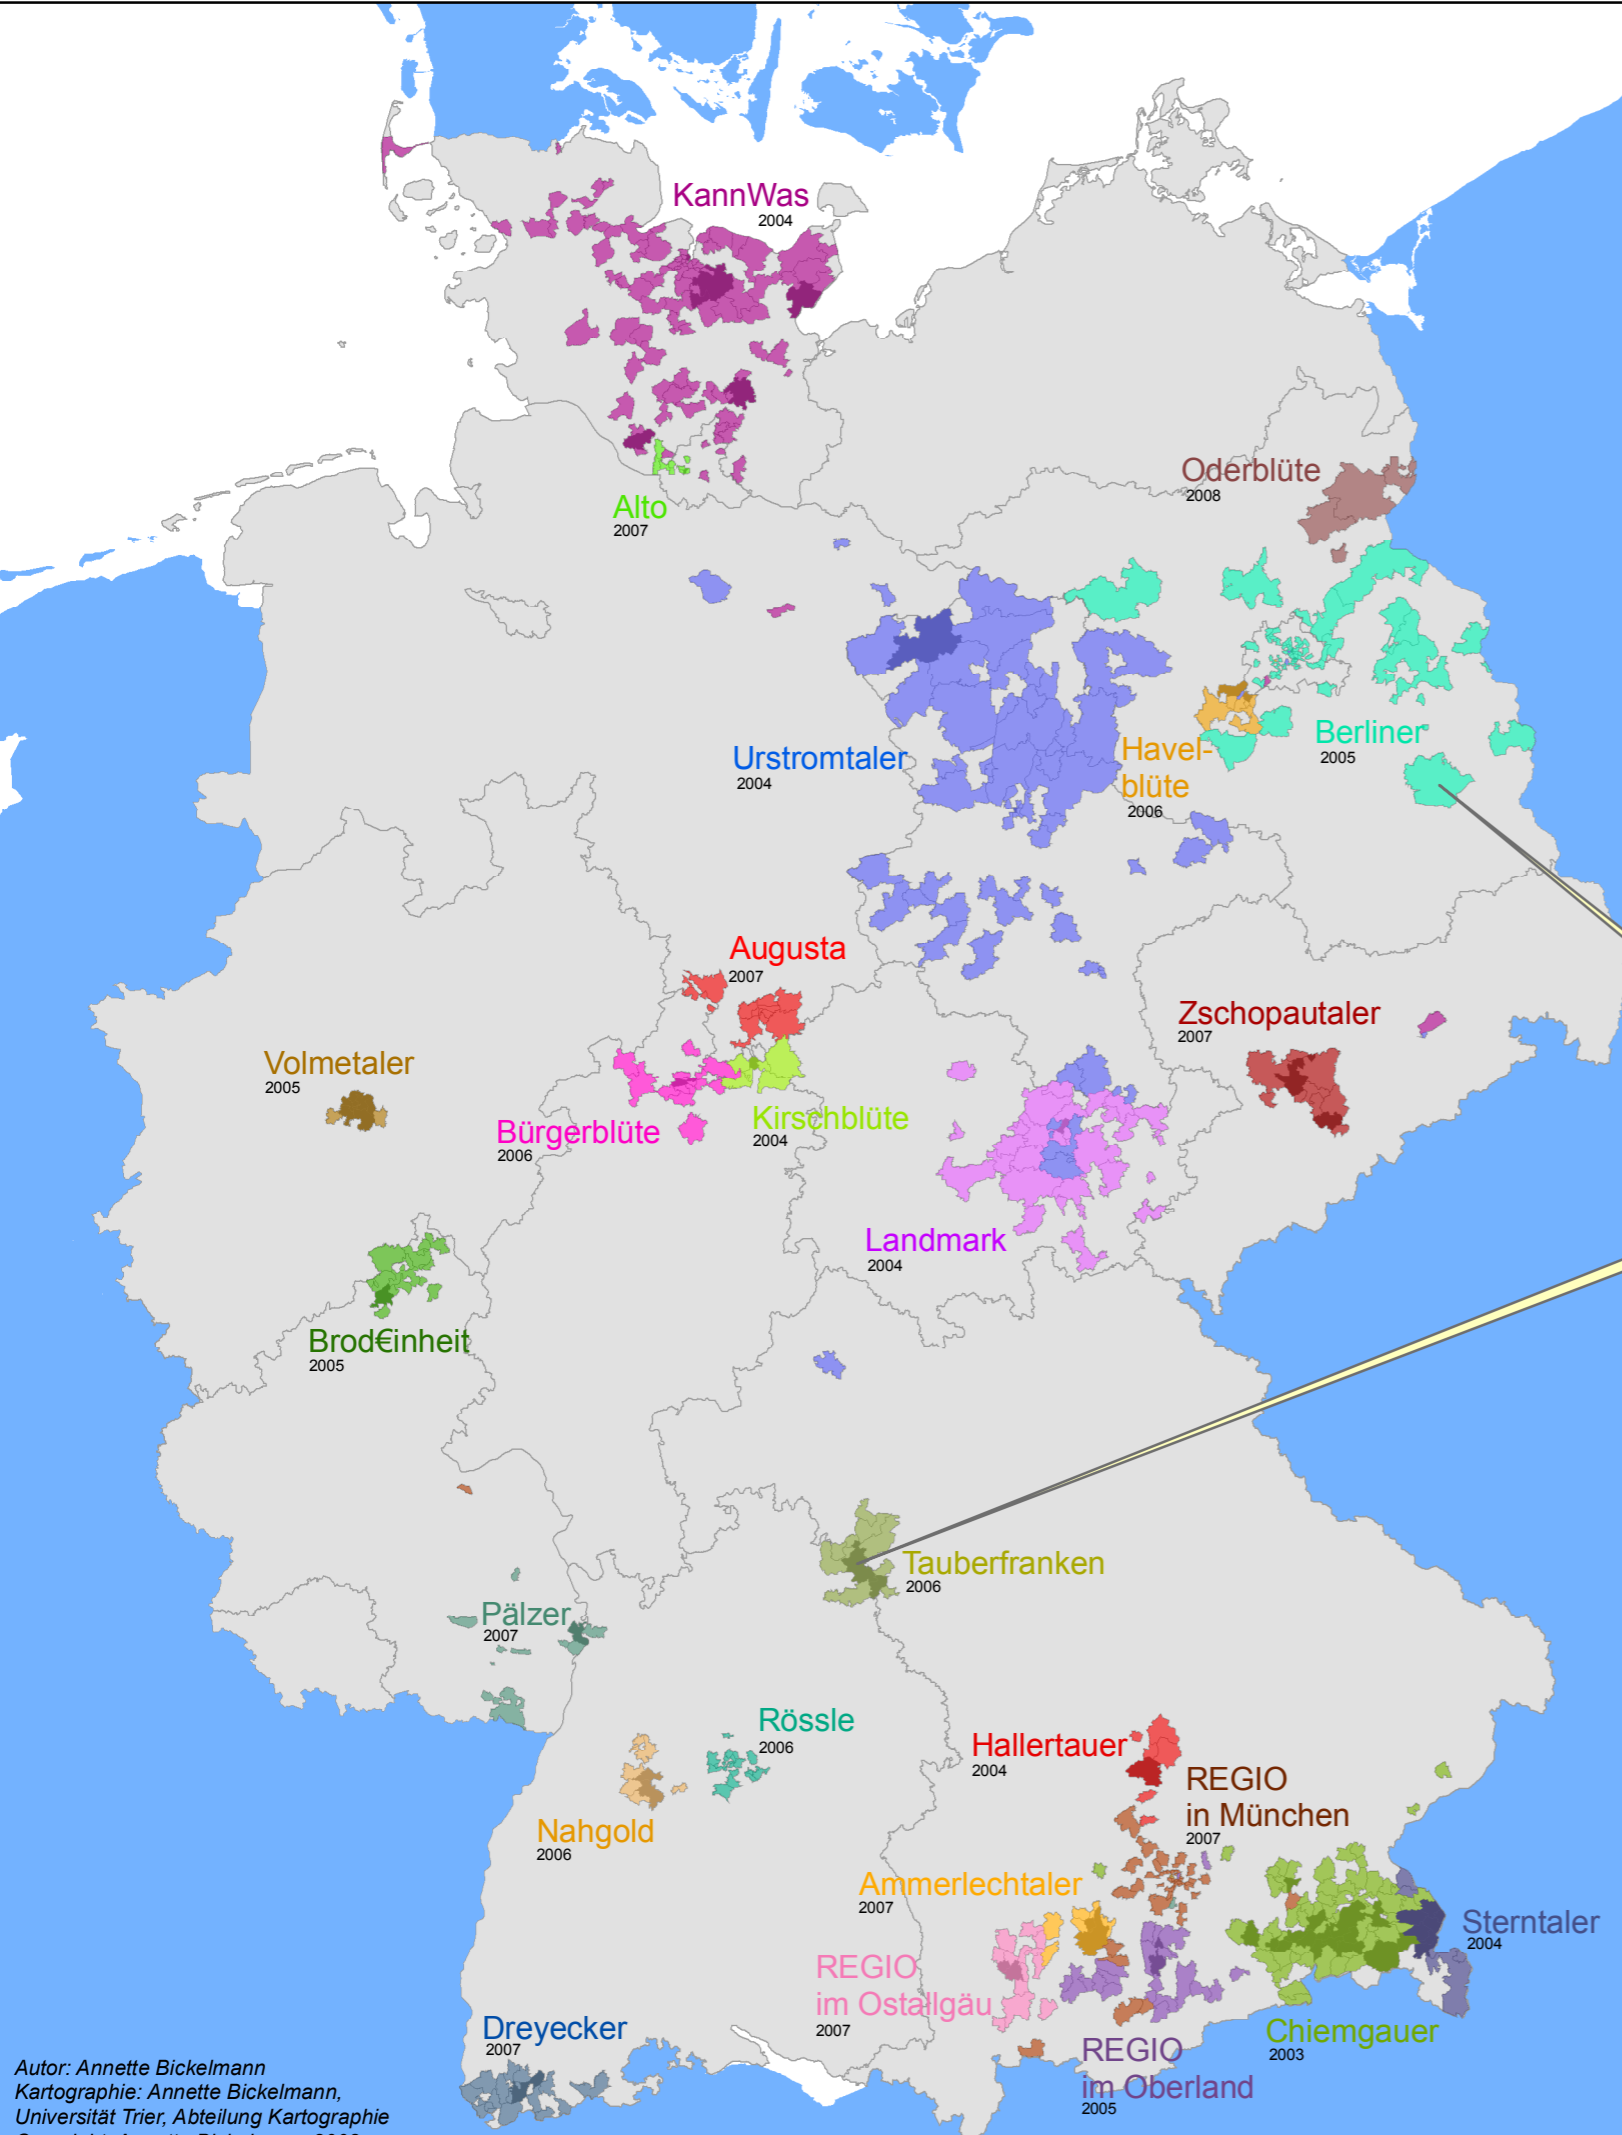 KannWas
2004
Oderblüte
2008
Alto
2007
Urstromtaler
2004
Havel-
blüte
2006
Berliner
2005
Augusta
2007
Zschopautaler
2007
Volmetaler
2005
Bürgerblüte
2006
Kirschblüte
2004
Landmark
2004
Brod€inheit
2005
Tauberfranken
2006
Pälzer
2007
Rössle
2006
Hallertauer
2004
REGIO
in München
2007
Nahgold
2006
Ammerlechtaler
2007
Sterntaler
2004
REGIO
im Ostallgäu
2007
Dreyecker
2007
Chiemgauer
2003
REGIO
im Oberland
2005
Autor: Annette Bickelmann
Kartographie: Annette Bickelmann,
Universität Trier, Abteilung Kartographie